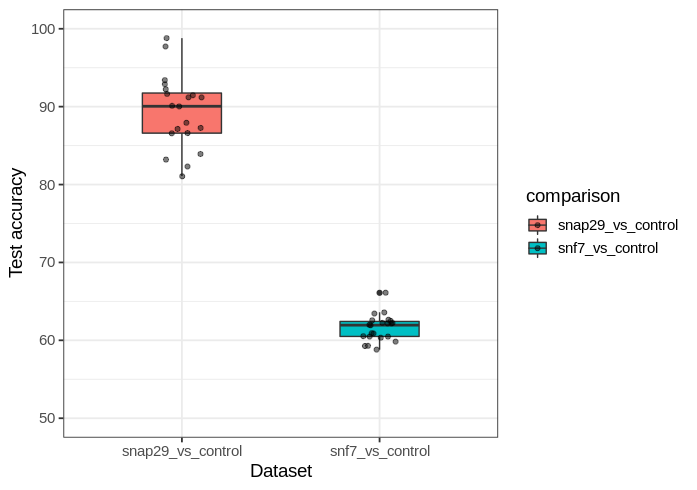 100
90
80
70
60
50
Test accuracy
snap29_vs_control
snf7_vs_control
Dataset
comparison
snap29_vs_control
snf7_vs_control